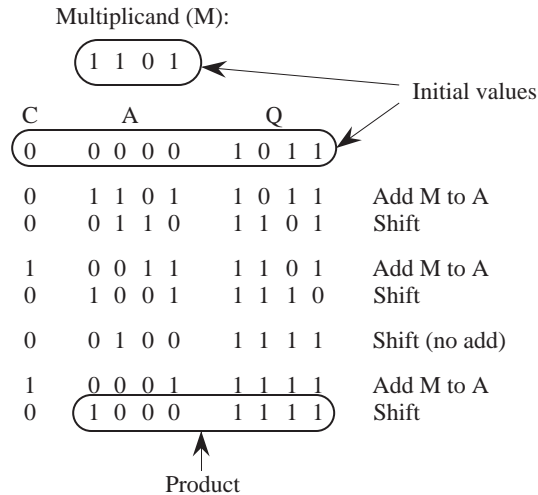 Multiplicand (M):
1 1 0 1
Initial values
C A Q
0 0 0 0 0 1 0 1 1
0 1 1 0 1 1 0 1 1 Add M to A
0 0 1 1 0 1 1 0 1 Shift
1 0 0 1 1 1 1 0 1 Add M to A
0 1 0 0 1 1 1 1 0 Shift
0 0 1 0 0 1 1 1 1 Shift (no add)
1 0 0 0 1 1 1 1 1 Add M to A
0 1 0 0 0 1 1 1 1 Shift
Product